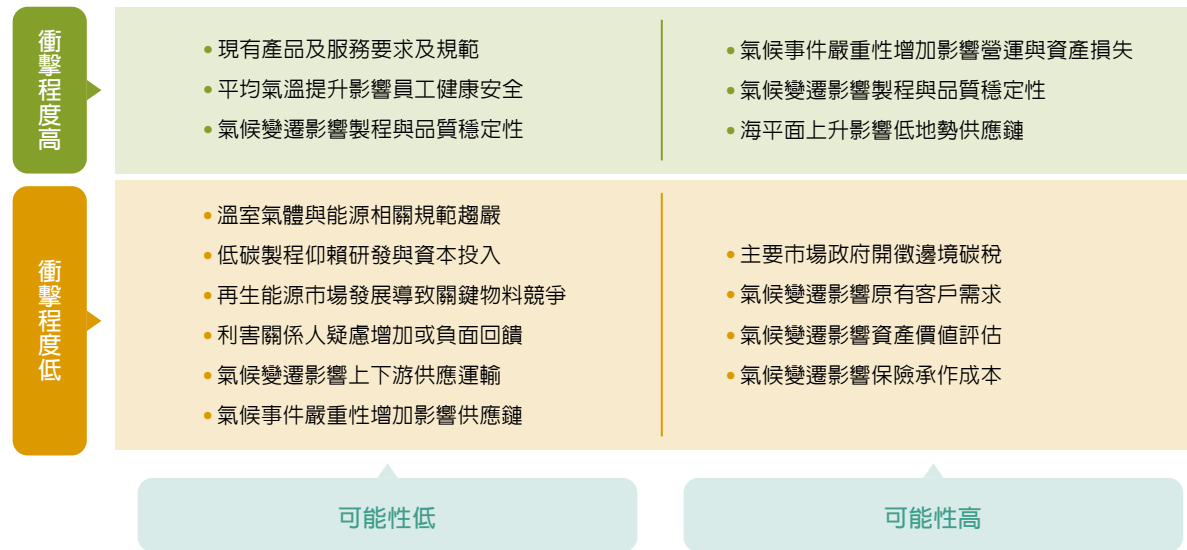 衝擊程度高
•現有產品及服務要求及規範
•平均氣溫提升影響員工健康安全
•氣候變遷影響製程與品質穩定性
•氣候事件嚴重性增加影響營運與資產損失
•氣候變遷影響製程與品質穩定性
•海平面上升影響低地勢供應鏈
衝擊程度低
•溫室氣體與能源相關規範趨嚴
•低碳製程仰賴研發與資本投入
•再生能源市場發展導致關鍵物料競爭
•利害關係人疑慮增加或負面回饋
•氣候變遷影響上下游供應運輸
•氣候事件嚴重性增加影響供應鏈
•主要市場政府開徵邊境碳稅
•氣候變遷影響原有客戶需求
•氣候變遷影響資產價值評估
•氣候變遷影響保險承作成本
可能性低
可能性高